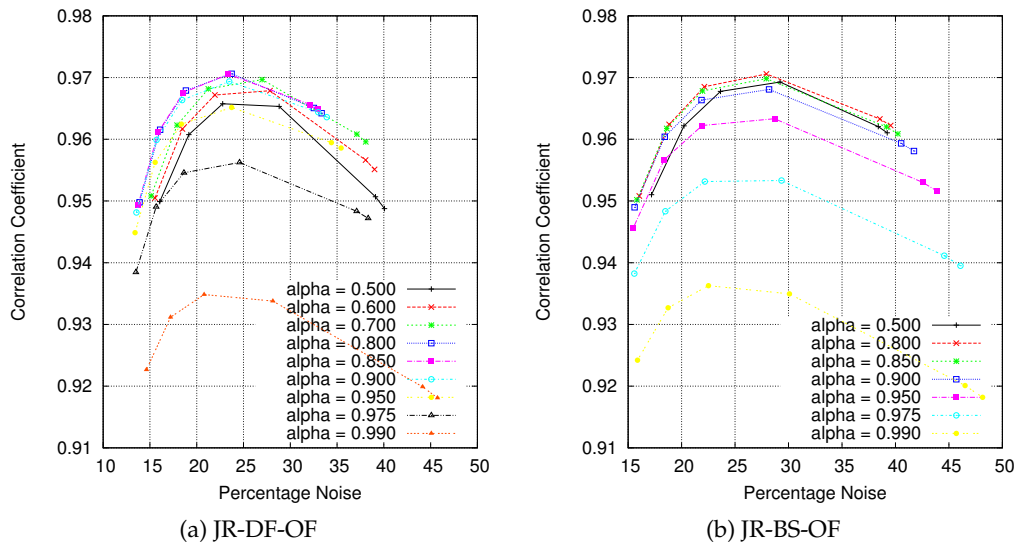 0.98
0.97
0.96
0.95
0.94
0.93
0.92
0.91
Correlation Coefficient
alpha = 0.500
alpha = 0.600
alpha = 0.700
alpha = 0.800
alpha = 0.850
alpha = 0.900
alpha = 0.950
alpha = 0.975
alpha = 0.990
10 15 20 25 30 35 40 45 50
Percentage Noise
(a) JR-DF-OF
0.98
0.97
0.96
0.95
0.94
0.93
0.92
0.91
Correlation Coefficient
alpha = 0.500
alpha = 0.800
alpha = 0.850
alpha = 0.900
alpha = 0.950
alpha = 0.975
alpha = 0.990
15 20 25 30 35 40 45 50
Percentage Noise
(b) JR-BS-OF